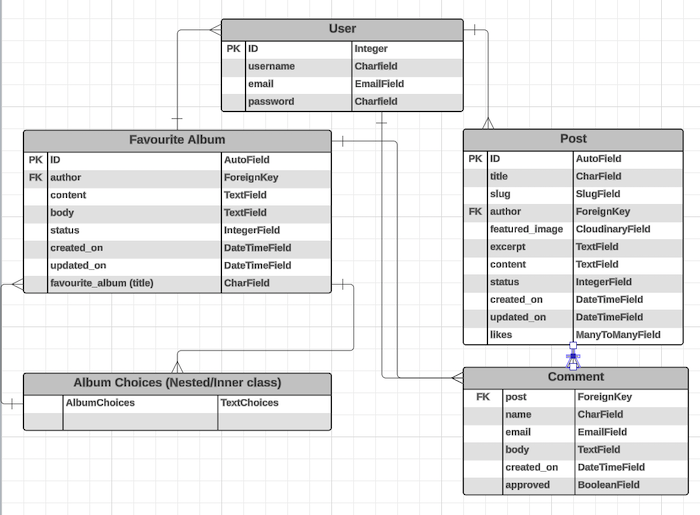 User
PK ID Integer
username Charfield
email EmailField
password Charfield
Favourite Album
PK ID AutoField
FK author ForeignKey
content TextField
body TextField
status IntegerField
created_on DateTimeField
updated_on DateTimeField
favourite_album (title) CharField
Post
PK ID AutoField
title CharField
slug SlugField
FK author ForeignKey
featured_image CloudinaryField
excerpt TextField
content TextField
status IntegerField
created_on DateTimeField
updated_on DateTimeField
likes ManyToManyField
Album Choices (Nested/Inner class)
AlbumChoices TextChoices
Comment
FK post ForeignKey
name CharField
email EmailField
body TextField
created_on DateTimeField
approved BooleanField